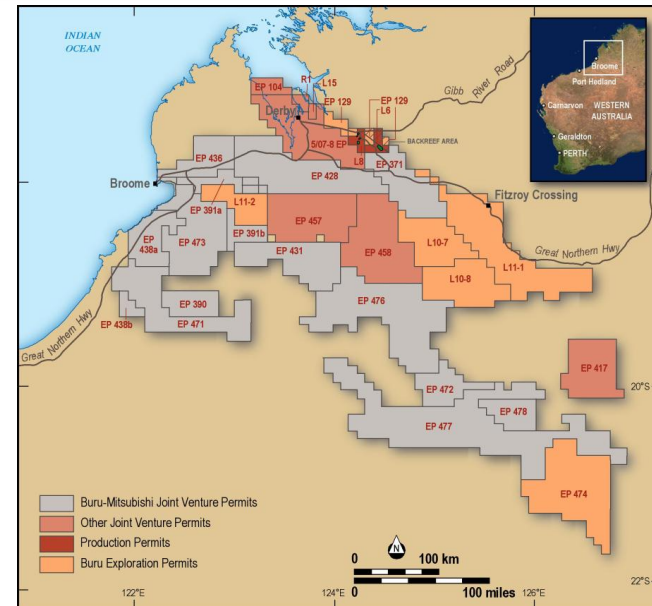 INDIAN
OCEAN
Broome
Port Hedland
Carnarvon
WESTERN
AUSTRALIA
Geraldton
PERTH
Gibb River Road
R1
L15
EP 104
EP 129
EP 129
L6
Derby
5/07-8 EP
BACKREEF AREA
L8
EP 371
EP 436
EP 428
Broome
Fitzroy Crossing
EP 391a
L11-2
EP 457
EP 438a
EP 473
EP 391b
EP 431
EP 458
L10-7
Great Northern Hwy
L11-1
L10-8
EP 390
EP 476
EP 438b
EP 471
Great Northern Hwy
EP 417
20°S
EP 472
EP 478
EP 477
EP 474
Buru-Mitsubishi Joint Venture Permits
Other Joint Venture Permits
Production Permits
Buru Exploration Permits
N
0 100 km
0 100 miles
22°S
122°E
124°E
126°E